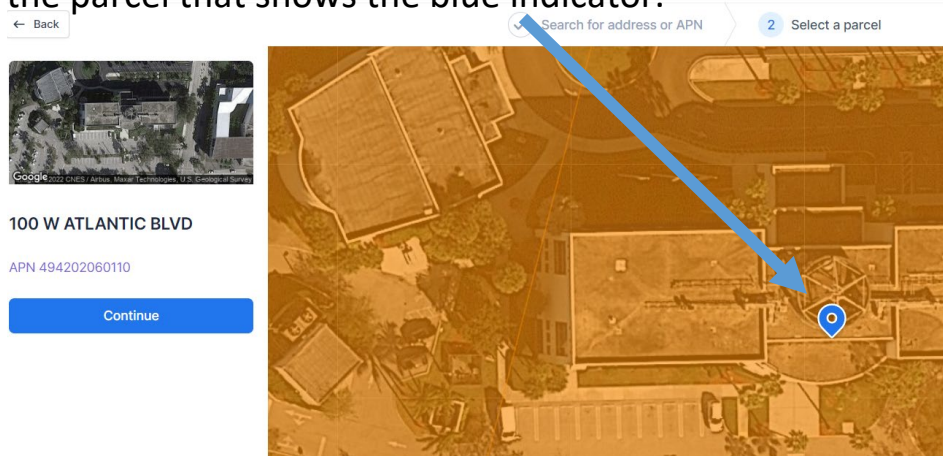 the parcel that shows the blue indicator.
← Back
Search for address or APN
2 Select a parcel
Google 2022 CNES / Airbus, Maxar Technologies, U.S. Geological Survey
100 W ATLANTIC BLVD
APN 494202060110
Continue